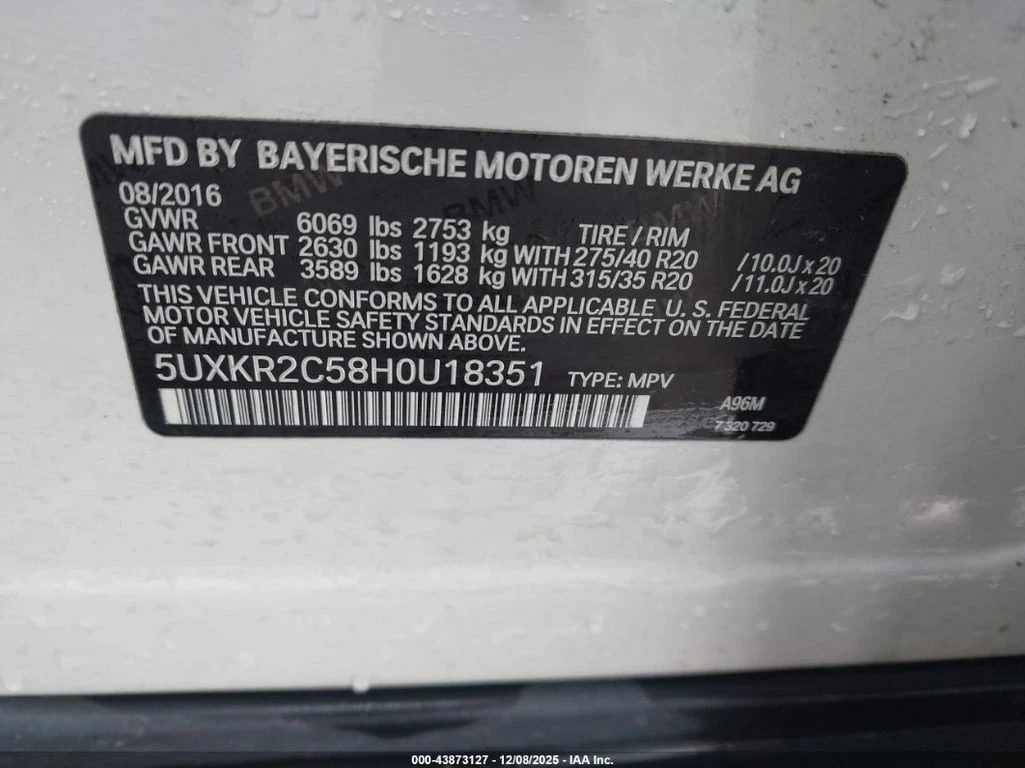 MFD BY BAYERISCHE MOTOREN WERKE AG
08/2016
GVWR 6069 lbs 2753 kg TIRE / RIM
GAWR FRONT 2630 lbs 1193 kg WITH 275/40 R20 / 10.0J x 20
GAWR REAR 3589 lbs 1628 kg WITH 315/35 R20 / 11.0J x 20
THIS VEHICLE CONFORMS TO ALL APPLICABLE U. S. FEDERAL
MOTOR VEHICLE SAFETY STANDARDS IN EFFECT ON THE DATE
OF MANUFACTURE SHOWN ABOVE.
5UXKR2C58H0U18351 TYPE: MPV
A96M
7 320 729
BMW BMW BMW
000-43873127 - 12/08/2025 - IAA Inc.